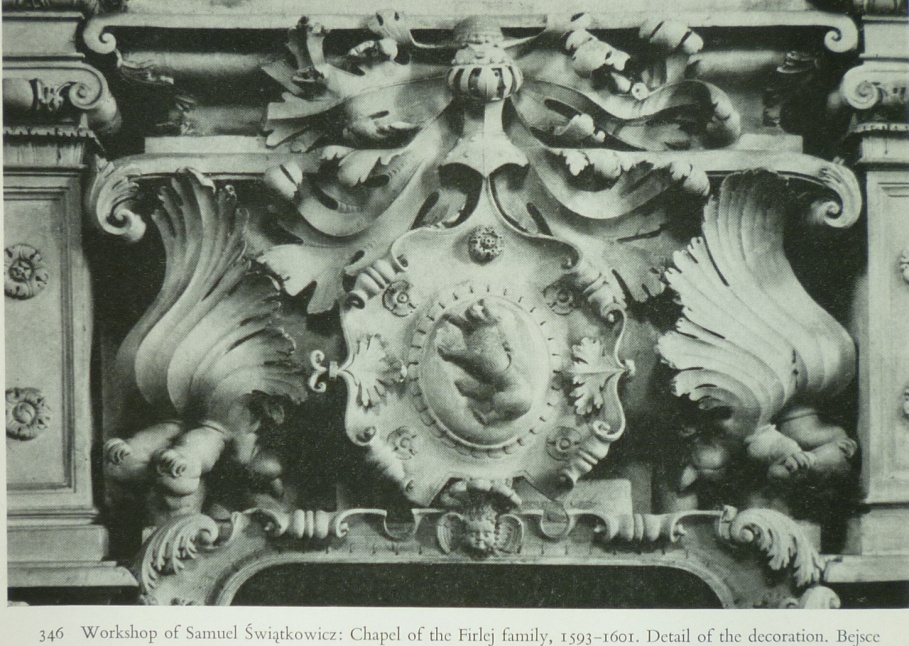 346 Workshop of Samuel Świątkowicz: Chapel of the Firlej family, 1593–1601. Detail of the decoration. Bejsce